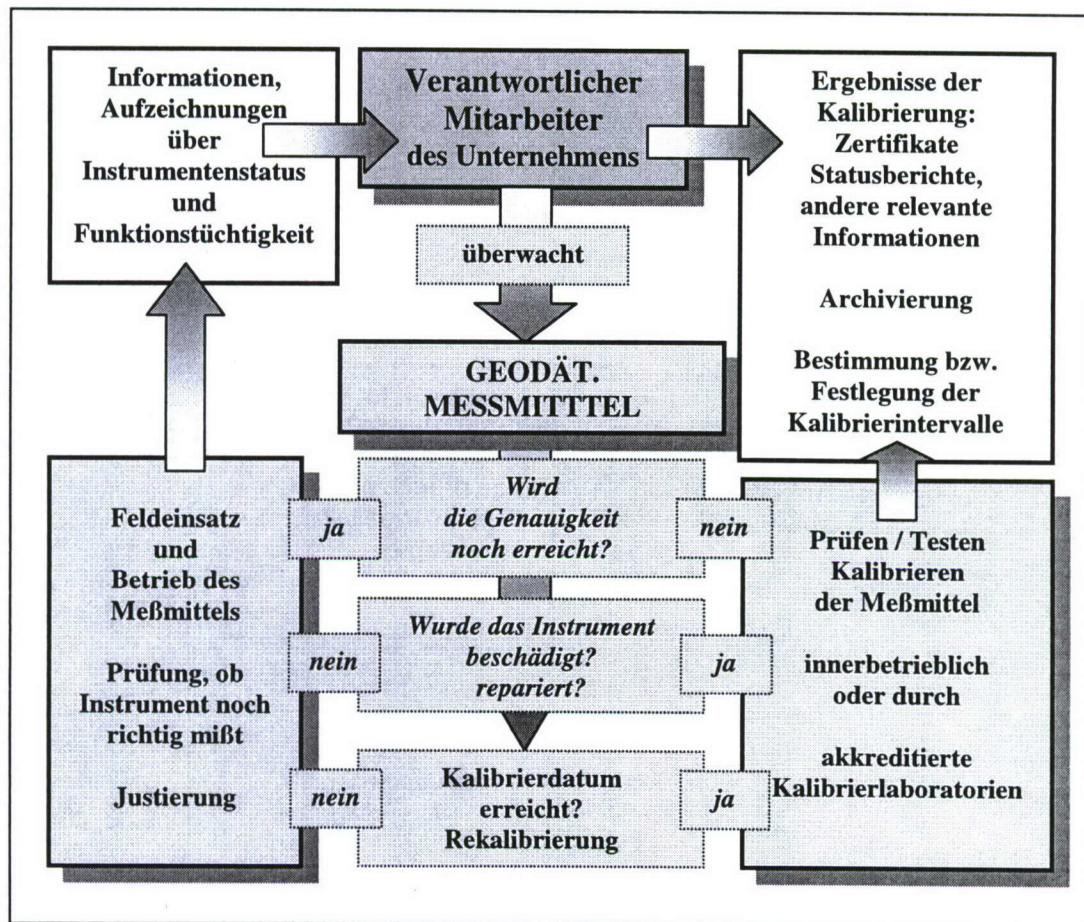 Informationen,
Aufzeichnungen
über
Instrumentenstatus
und
Funktionstüchtigkeit
Verantwortlicher
Mitarbeiter
des Unternehmens
Ergebnisse der
Kalibrierung:
Zertifikate
Statusberichte,
andere relevante
Informationen
Archivierung
Bestimmung bzw.
Festlegung der
Kalibrierintervalle
überwacht
GEODÄT.
MESSMITTTEL
Feldeinsatz
und
Betrieb des
Meßmittels
Prüfung, ob
Instrument noch
richtig mißt
Justierung
ja
Wird
die Genauigkeit
noch erreicht?
nein
nein
Wurde das Instrument
beschädigt?
repariert?
ja
nein
Kalibrierdatum
erreicht?
Rekalibrierung
ja
Prüfen / Testen
Kalibrieren
der Meßmittel
innerbetrieblich
oder durch
akkreditierte
Kalibrierlaboratorien